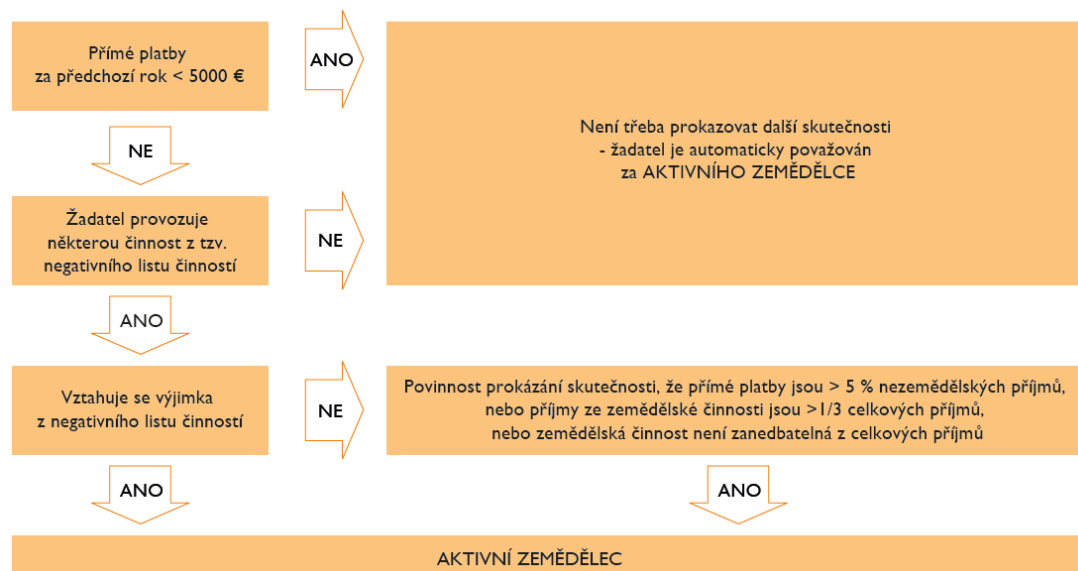 Přímé platby
za předchozí rok < 5000 €
ANO
Není třeba prokazovat další skutečnosti
- žadatel je automaticky považován
za AKTIVNÍHO ZEMĚDĚLCE
NE
Žadatel provozuje
některou činnost z tzv.
negativního listu činností
NE
ANO
Vztahuje se výjimka
z negativního listu činností
NE
Povinnost prokázání skutečnosti, že přímé platby jsou > 5 % nezemědělských příjmů,
nebo příjmy ze zemědělské činnosti jsou >1/3 celkových příjmů,
nebo zemědělská činnost není zanedbatelná z celkových příjmů
ANO
ANO
AKTIVNÍ ZEMĚDĚLEC